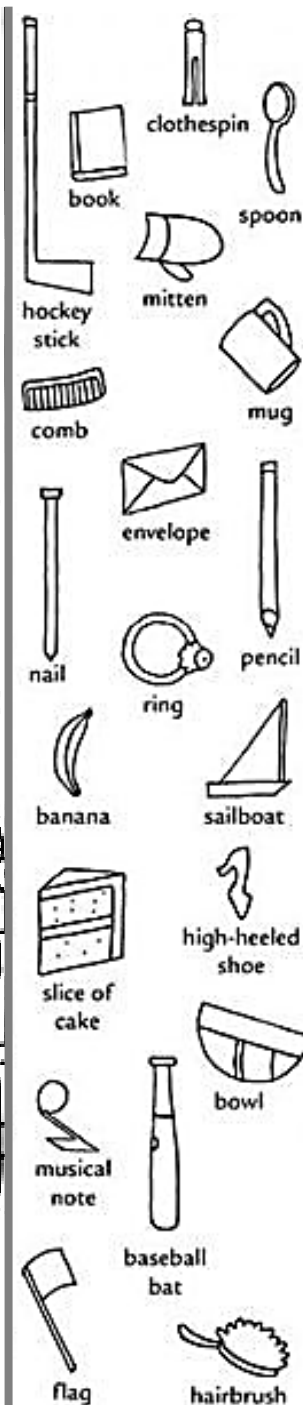 clothespin
book
spoon
mitten
hockey
stick
mug
comb
envelope
pencil
nail
ring
banana
sailboat
high-heeled
shoe
slice of
cake
bowl
musical
note
baseball
bat
flag
hairbrush